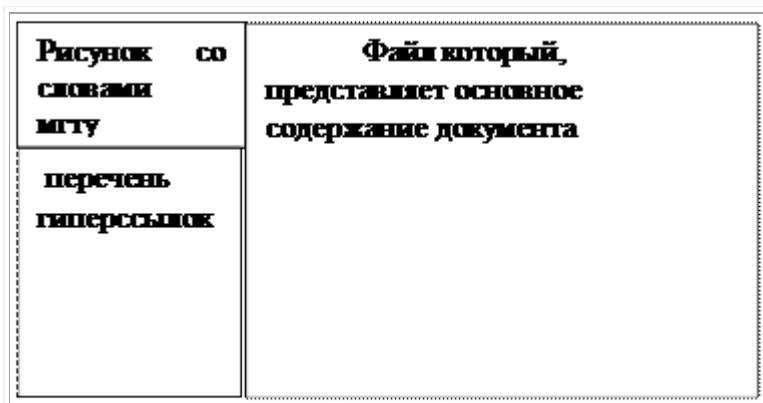 Рисунок со
словами
мгту
перечень
гиперссылок
Файл который,
представляет основное
содержание документа